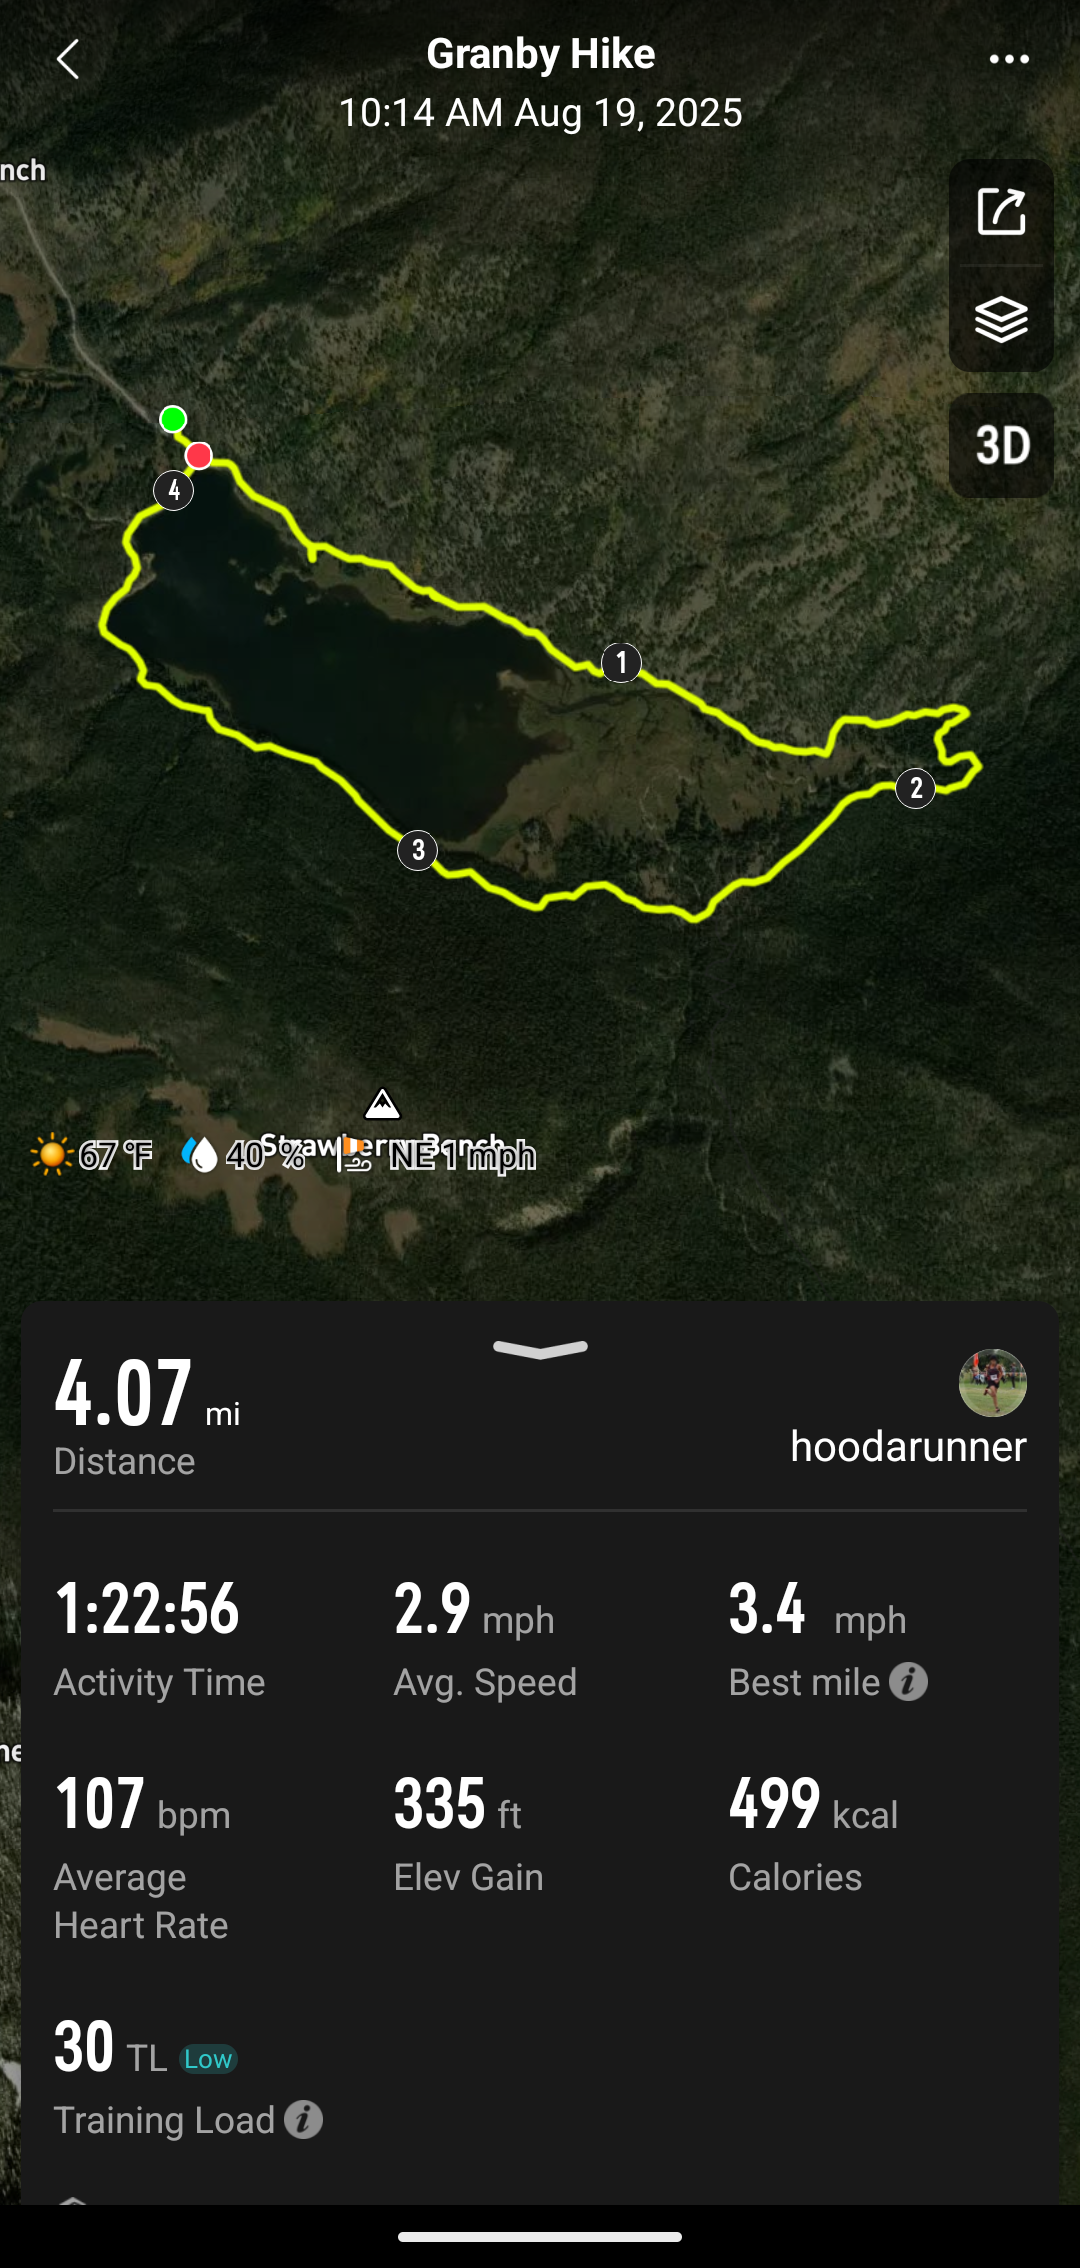 Granby Hike
10:14 AM Aug 19, 2025
nch
3D
4
1
2
3
Strawberry Ranch
67 °F 40 % NE 1 mph
4.07 mi
Distance
hoodarunner
1:22:56 2.9 mph 3.4 mph
Activity Time Avg. Speed Best mile i
107 bpm 335 ft 499 kcal
Average Elev Gain Calories
Heart Rate
ne
30 TL Low
Training Load i